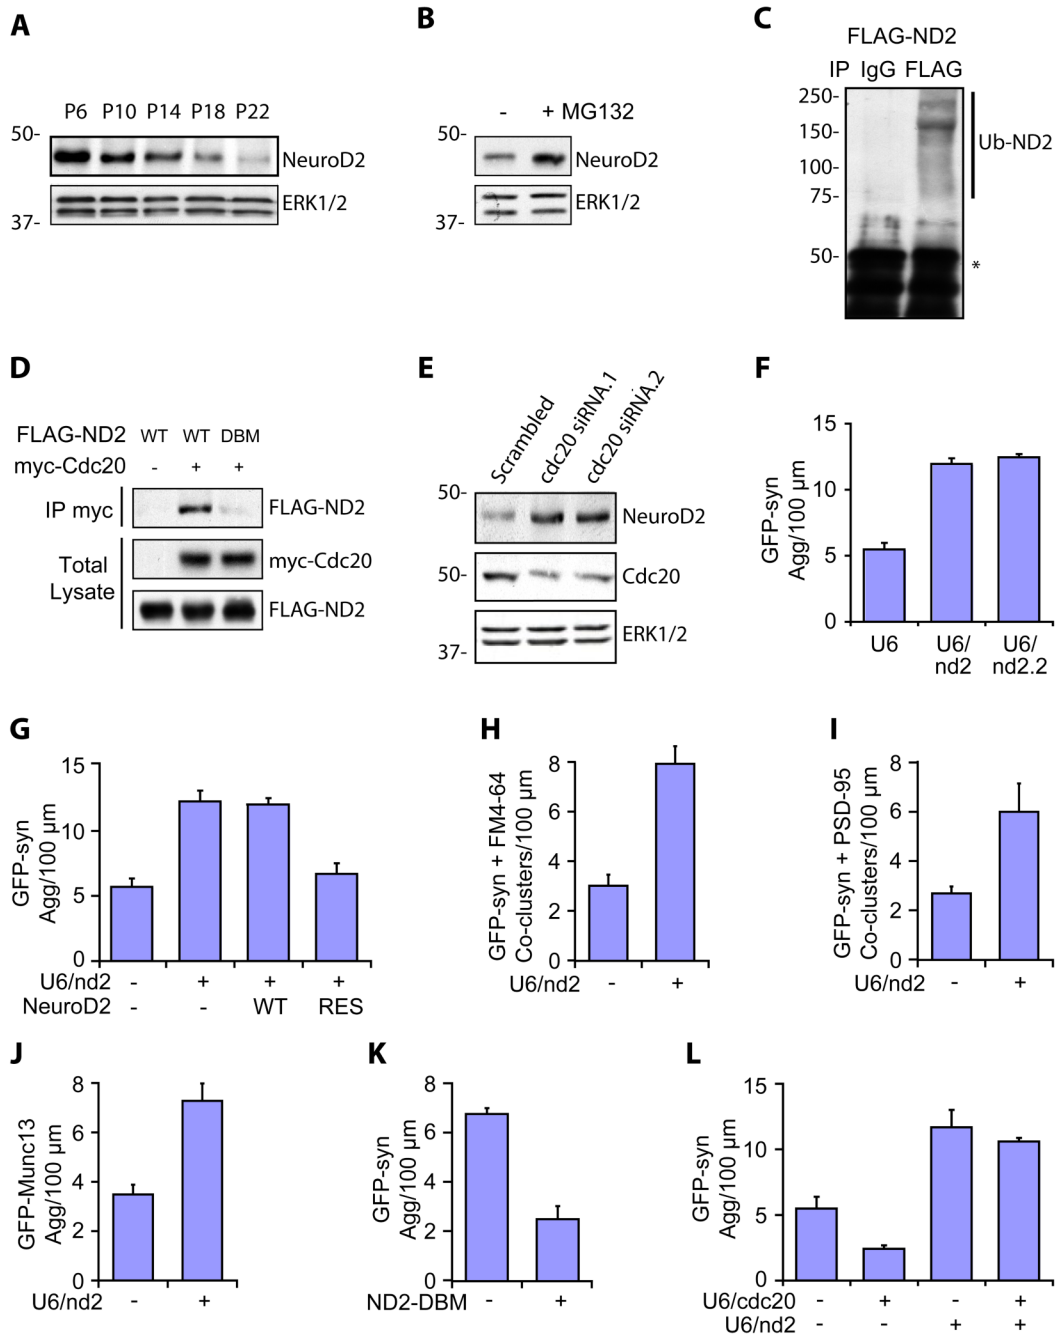 A
P6 P10 P14 P18 P22
50-
NeuroD2
ERK1/2
37-
B
- + MG132
50-
NeuroD2
ERK1/2
37-
C
FLAG-ND2
IP IgG FLAG
250-
150-
100-
75-
50-
Ub-ND2
*
D
FLAG-ND2 WT WT DBM
myc-Cdc20 - + +
IP myc
FLAG-ND2
Total
Lysate
myc-Cdc20
FLAG-ND2
E
Scrambled
cdc20 siRNA.1
cdc20 siRNA.2
50-
NeuroD2
50-
Cdc20
ERK1/2
37-
F
GFP-syn
Agg/100 µm
15
10
5
0
U6
U6/
nd2
U6/
nd2.2
G
GFP-syn
Agg/100 µm
15
10
5
0
U6/nd2 - + + +
NeuroD2 - - WT RES
H
GFP-syn + FM4-64
Co-clusters/100 µm
8
6
4
2
0
U6/nd2 - +
I
GFP-syn + PSD-95
Co-clusters/100 µm
8
6
4
2
0
U6/nd2 - +
J
GFP-Munc13
Agg/100 µm
8
6
4
2
0
U6/nd2 - +
K
GFP-syn
Agg/100 µm
8
6
4
2
0
ND2-DBM - +
L
GFP-syn
Agg/100 µm
15
10
5
0
U6/cdc20 - + - +
U6/nd2 - - + +